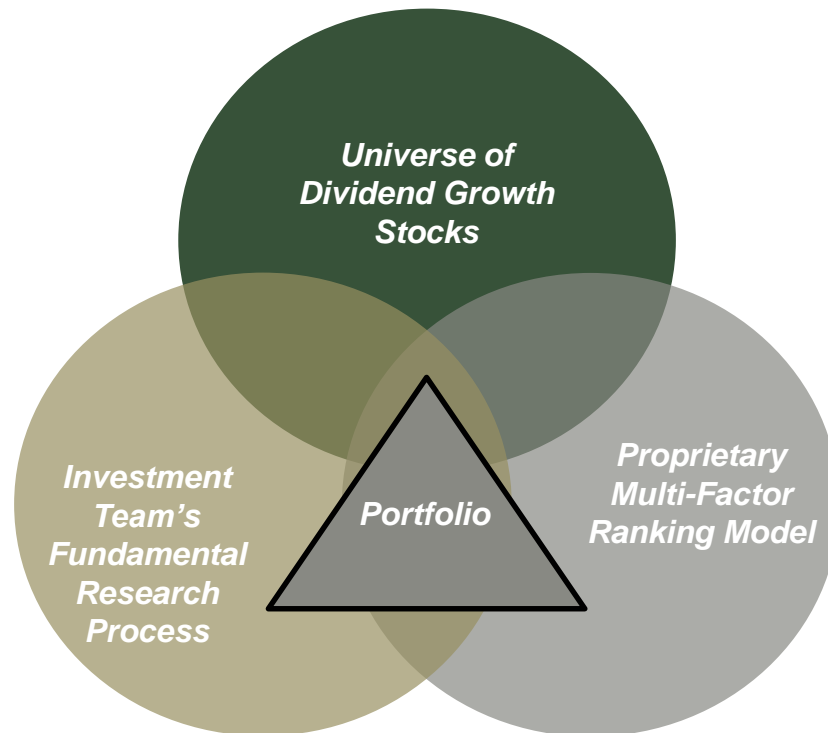 Universe of
Dividend Growth
Stocks
Investment
Team's
Fundamental
Research
Process
Portfolio
Proprietary
Multi-Factor
Ranking Model